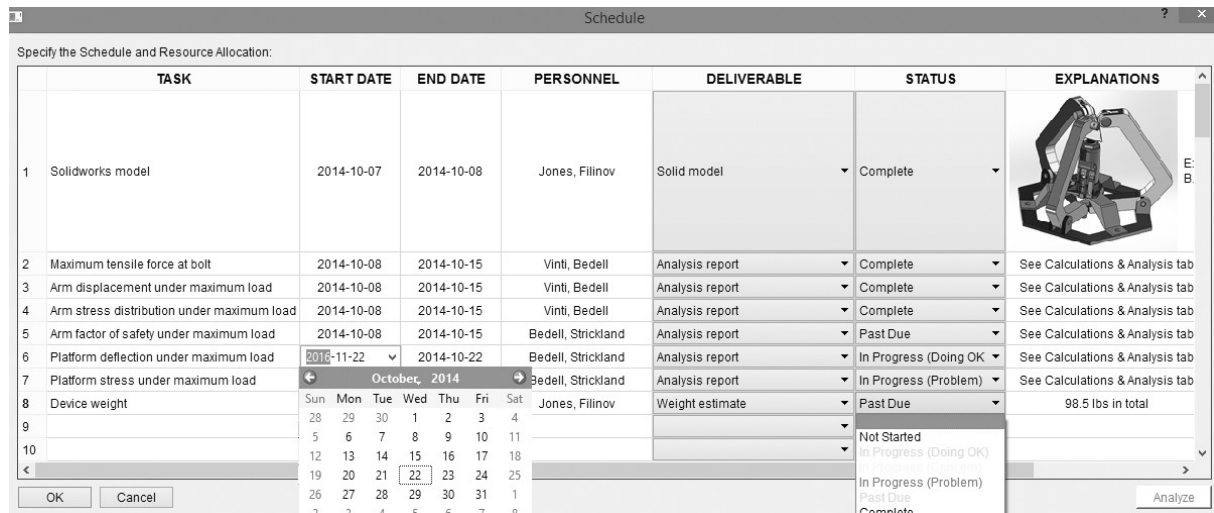 Schedule ? ×
Specify the Schedule and Resource Allocation:
TASK START DATE END DATE PERSONNEL DELIVERABLE STATUS EXPLANATIONS
1 Solidworks model 2014-10-07 2014-10-08 Jones, Filinov Solid model Complete E:
B.
2 Maximum tensile force at bolt 2014-10-08 2014-10-15 Vinti, Bedell Analysis report Complete See Calculations & Analysis tab
3 Arm displacement under maximum load 2014-10-08 2014-10-15 Vinti, Bedell Analysis report Complete See Calculations & Analysis tab
4 Arm stress distribution under maximum load 2014-10-08 2014-10-15 Vinti, Bedell Analysis report Complete See Calculations & Analysis tab
5 Arm factor of safety under maximum load 2014-10-08 2014-10-15 Bedell, Strickland Analysis report Past Due See Calculations & Analysis tab
6 Platform deflection under maximum load 2016-11-22 2014-10-22 Bedell, Strickland Analysis report In Progress (Doing OK See Calculations & Analysis tab
7 Platform stress under maximum load October, 2014 Bedell, Strickland Analysis report In Progress (Problem) See Calculations & Analysis tab
8 Device weight Sun Mon Tue Wed Thu Fri Sat Jones, Filinov Weight estimate Past Due 98.5 lbs in total
28 29 30 1 2 3 4
9 5 6 7 8 9 10 11 Not Started
10 12 13 14 15 16 17 18 In Progress (Doing OK)
19 20 21 22 23 24 25 In Progress (Problem)
OK Cancel 26 27 28 29 30 31 1 Past Due Analyze
2 3 4 5 6 7 8 Complete